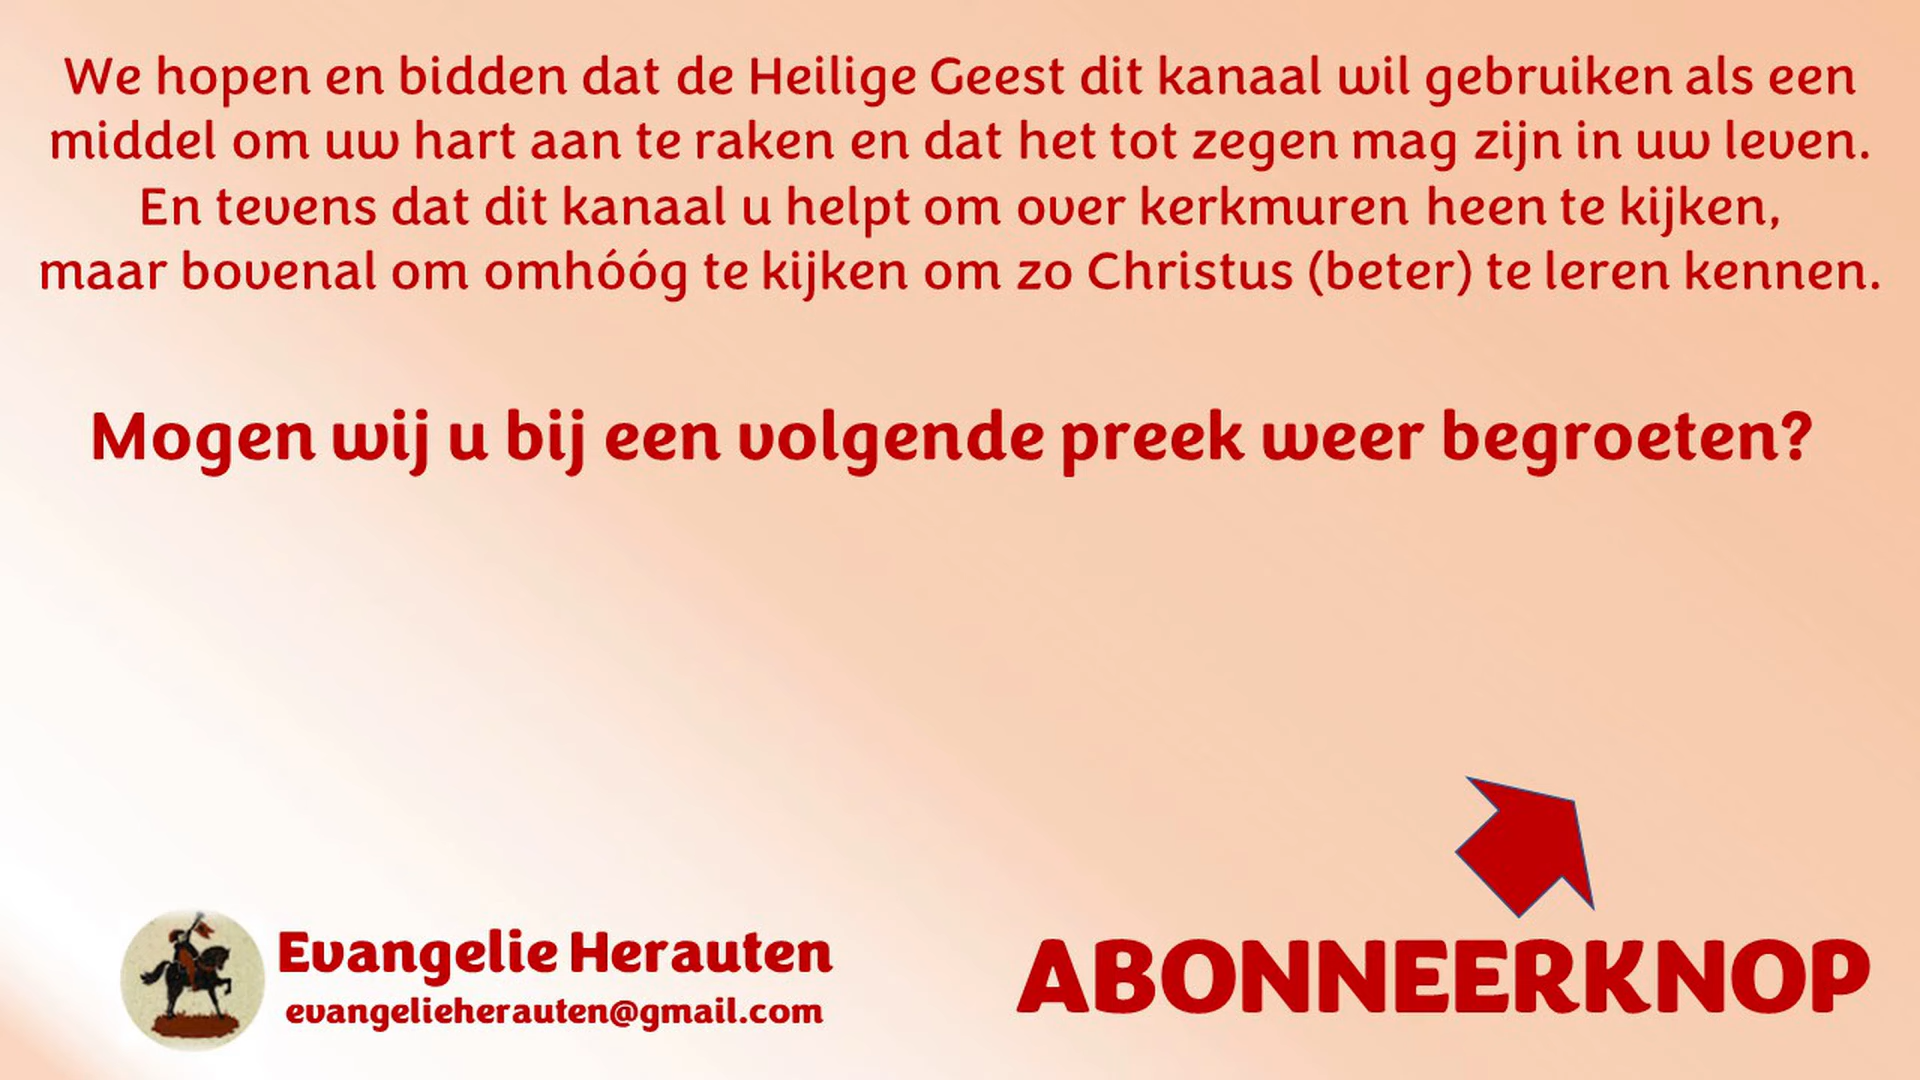 We hopen en bidden dat de Heilige Geest dit kanaal wil gebruiken als een
middel om uw hart aan te raken en dat het tot zegen mag zijn in uw leven.
En tevens dat dit kanaal u helpt om over kerkmuren heen te kijken,
maar bovenal om omhóóg te kijken om zo Christus (beter) te leren kennen.
Mogen wij u bij een volgende preek weer begroeten?
Evangelie Herauten
evangelieherauten@gmail.com
ABONNEERKNOP